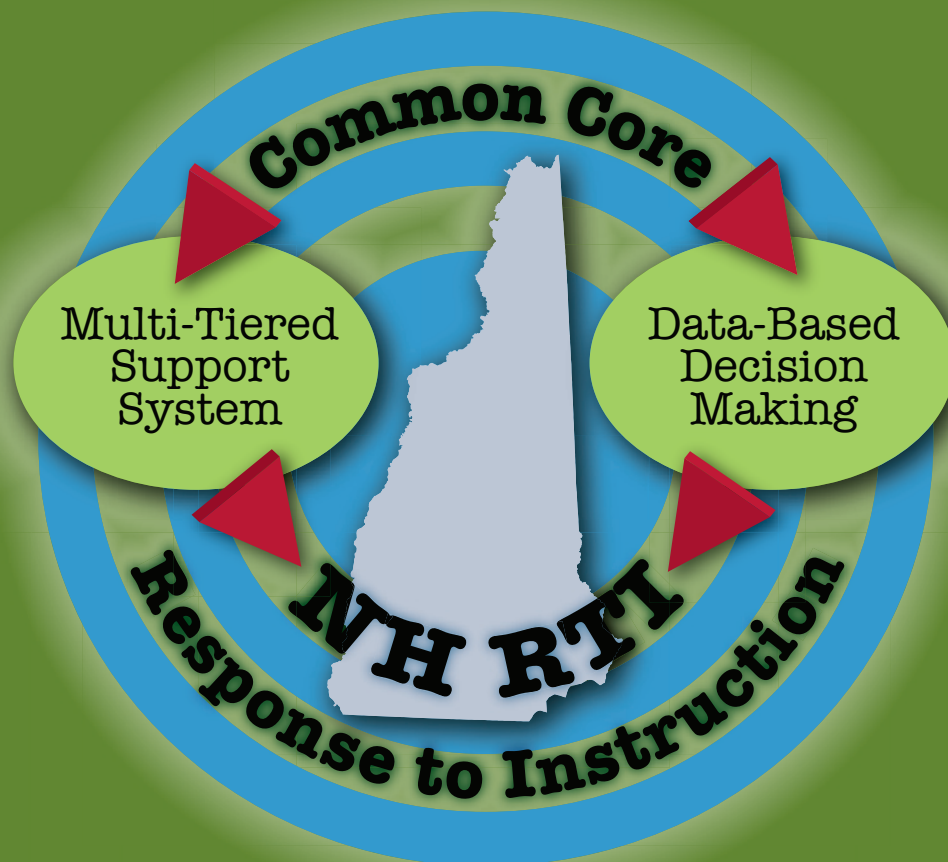 Common Core
Multi-Tiered
Support
System
Data-Based
Decision
Making
NH RTI
Response to Instruction